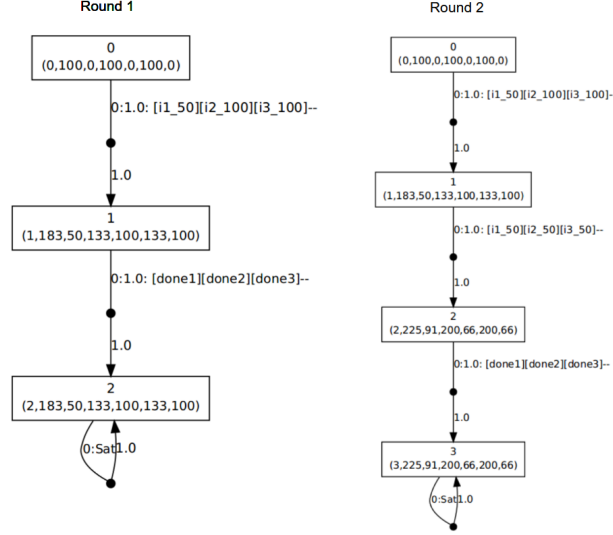 Round 1
0
(0,100,0,100,0,100,0)
0:1.0: [i1_50][i2_100][i3_100]--
1.0
1
(1,183,50,133,100,133,100)
0:1.0: [done1][done2][done3]--
1.0
2
(2,183,50,133,100,133,100)
0:Sat
1.0
Round 2
0
(0,100,0,100,0,100,0)
0:1.0: [i1_50][i2_100][i3_100]-
1.0
1
(1,183,50,133,100,133,100)
0:1.0: [i1_50][i2_50][i3_50]--
1.0
2
(2,225,91,200,66,200,66)
0:1.0: [done1][done2][done3]--
1.0
3
(3,225,91,200,66,200,66)
0:Sat
1.0